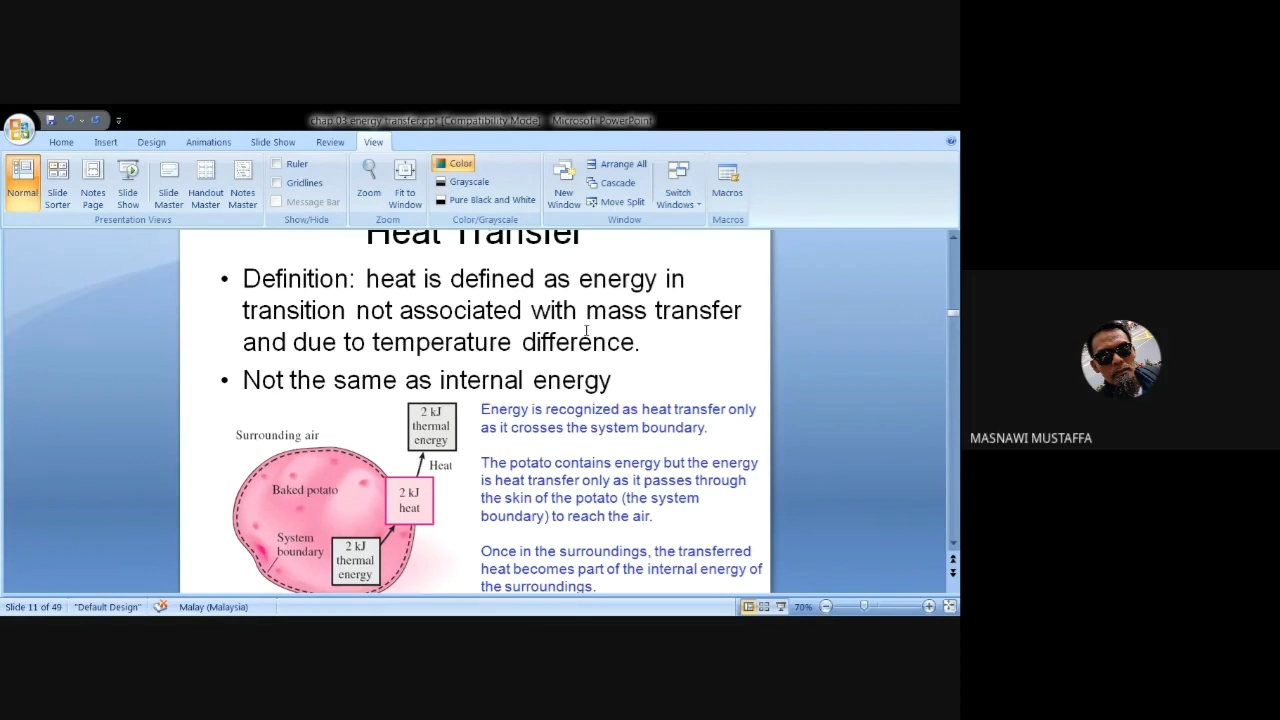 chap 03 energy transfer.ppt [Compatibility Mode] - Microsoft PowerPoint
Home Insert Design Animations Slide Show Review View
Normal
Slide Sorter
Notes Page
Slide Show
Slide Master
Handout Master
Notes Master
Presentation Views
Ruler
Gridlines
Message Bar
Show/Hide
Zoom
Fit to Window
Zoom
Color
Grayscale
Pure Black and White
Color/Grayscale
New Window
Arrange All
Cascade
Move Split
Switch Windows
Window
Macros
Macros
Heat Transfer
• Definition: heat is defined as energy in
transition not associated with mass transfer
and due to temperature difference.
• Not the same as internal energy
Surrounding air
Baked potato
System
boundary
2 kJ
thermal
energy
Heat
2 kJ
heat
2 kJ
thermal
energy
Energy is recognized as heat transfer only
as it crosses the system boundary.
The potato contains energy but the energy
is heat transfer only as it passes through
the skin of the potato (the system
boundary) to reach the air.
Once in the surroundings, the transferred
heat becomes part of the internal energy of
the surroundings.
Slide 11 of 49 "Default Design" Malay (Malaysia) 70%
MASNAWI MUSTAFFA